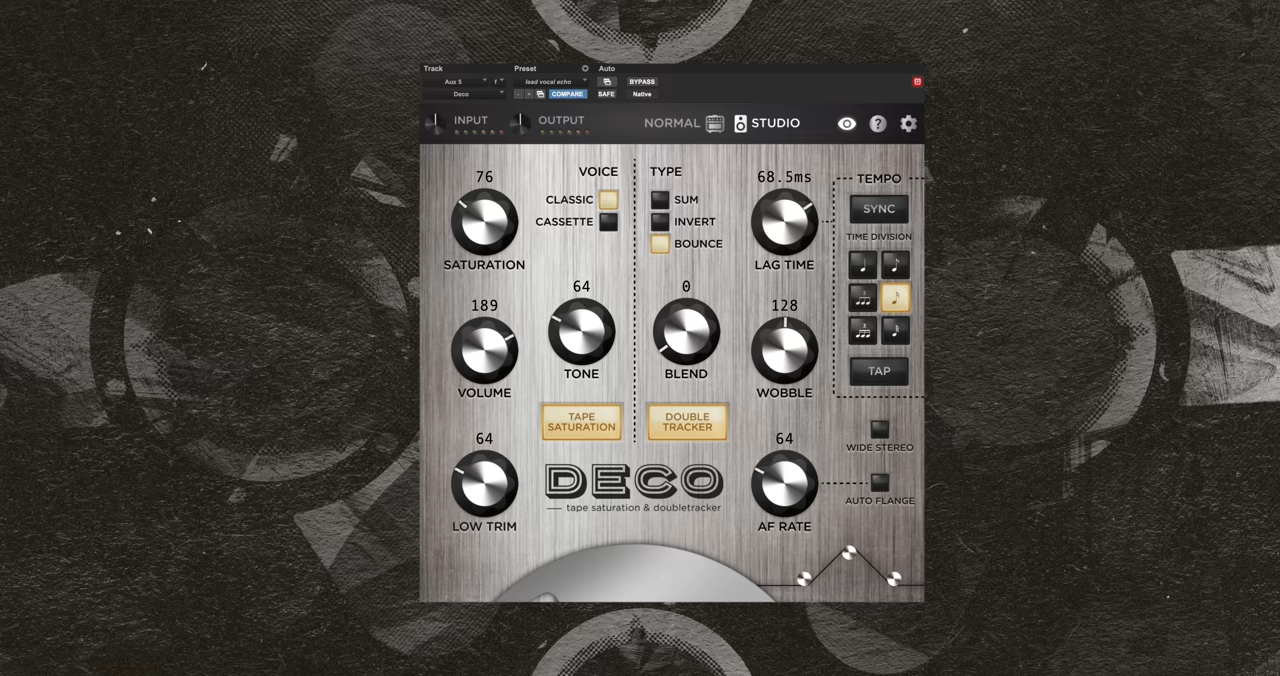 Track
Preset
Auto
Aux 5
f
lead vocal echo
BYPASS
Deco
- + COMPARE
SAFE
Native
INPUT
OUTPUT
NORMAL
STUDIO
?
76
SATURATION
VOICE
CLASSIC
CASSETTE
TYPE
SUM
INVERT
BOUNCE
68.5ms
LAG TIME
TEMPO
SYNC
TIME DIVISION
3
3
TAP
189
VOLUME
64
TONE
0
BLEND
128
WOBBLE
TAPE
SATURATION
DOUBLE
TRACKER
WIDE STEREO
64
LOW TRIM
DECO
tape saturation & doubletracker
64
AF RATE
AUTO FLANGE